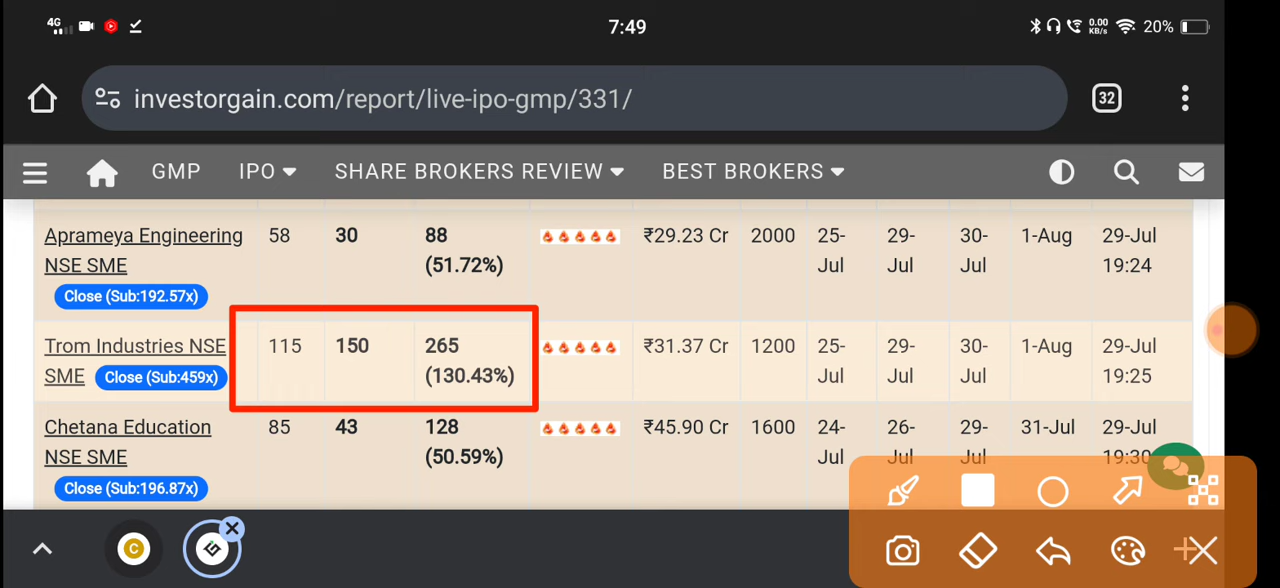 4G 7:49 0.00 KB/s 20%
investorgain.com/report/live-ipo-gmp/331/ 32
GMP IPO SHARE BROKERS REVIEW BEST BROKERS
Aprameya Engineering 58 30 88 ₹29.23 Cr 2000 25- 29- 30- 1-Aug 29-Jul
NSE SME (51.72%) Jul Jul Jul 19:24
Close (Sub:192.57x)
Trom Industries NSE 115 150 265 ₹31.37 Cr 1200 25- 29- 30- 1-Aug 29-Jul
SME Close (Sub:459x) (130.43%) Jul Jul Jul 19:25
Chetana Education 85 43 128 ₹45.90 Cr 1600 24- 26- 29- 31-Jul 29-Jul
NSE SME (50.59%) Jul Jul Jul 19:30
Close (Sub:196.87x)
C